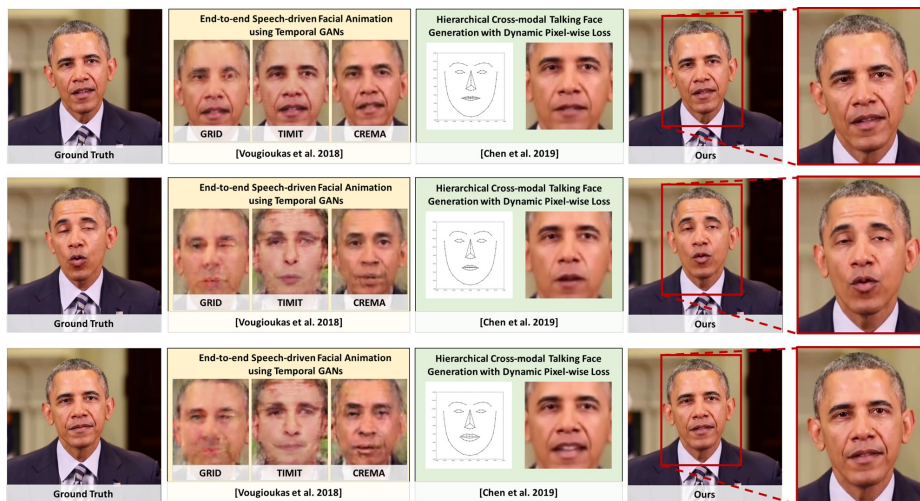 End-to-end Speech-driven Facial Animation
using Temporal GANs
Hierarchical Cross-modal Talking Face
Generation with Dynamic Pixel-wise Loss
GRID TIMIT CREMA
Ground Truth [Vougioukas et al. 2018] [Chen et al. 2019] Ours
End-to-end Speech-driven Facial Animation
using Temporal GANs
Hierarchical Cross-modal Talking Face
Generation with Dynamic Pixel-wise Loss
GRID TIMIT CREMA
Ground Truth [Vougioukas et al. 2018] [Chen et al. 2019] Ours
End-to-end Speech-driven Facial Animation
using Temporal GANs
Hierarchical Cross-modal Talking Face
Generation with Dynamic Pixel-wise Loss
GRID TIMIT CREMA
Ground Truth [Vougioukas et al. 2018] [Chen et al. 2019] Ours